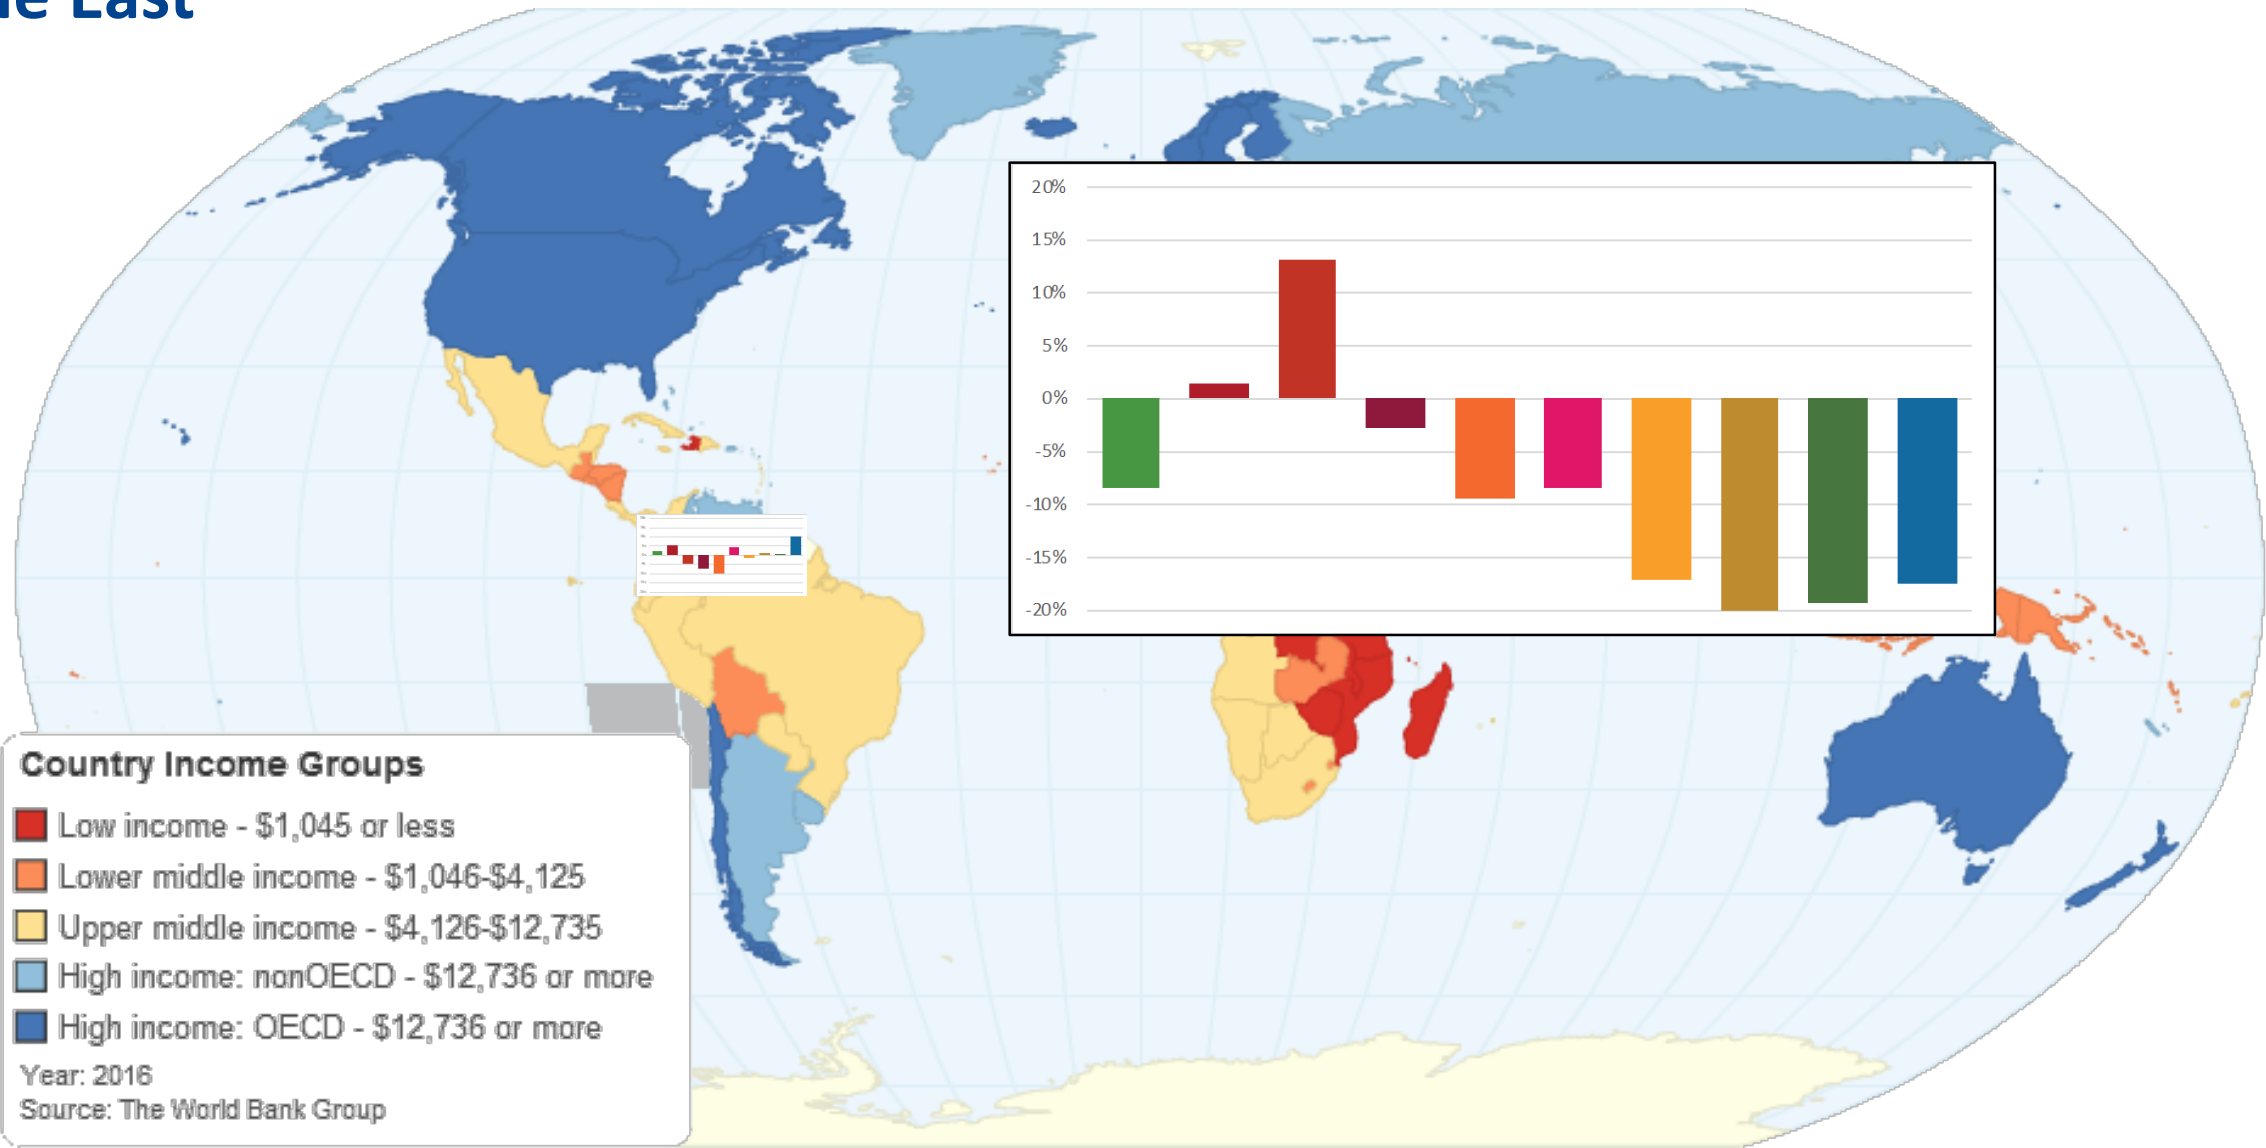 le East
20%
15%
10%
5%
0%
-5%
-10%
-15%
-20%
Country Income Groups
Low income - $1,045 or less
Lower middle income - $1,046-$4,125
Upper middle income - $4,126-$12,735
High income: nonOECD - $12,736 or more
High income: OECD - $12,736 or more
Year: 2016
Source: The World Bank Group